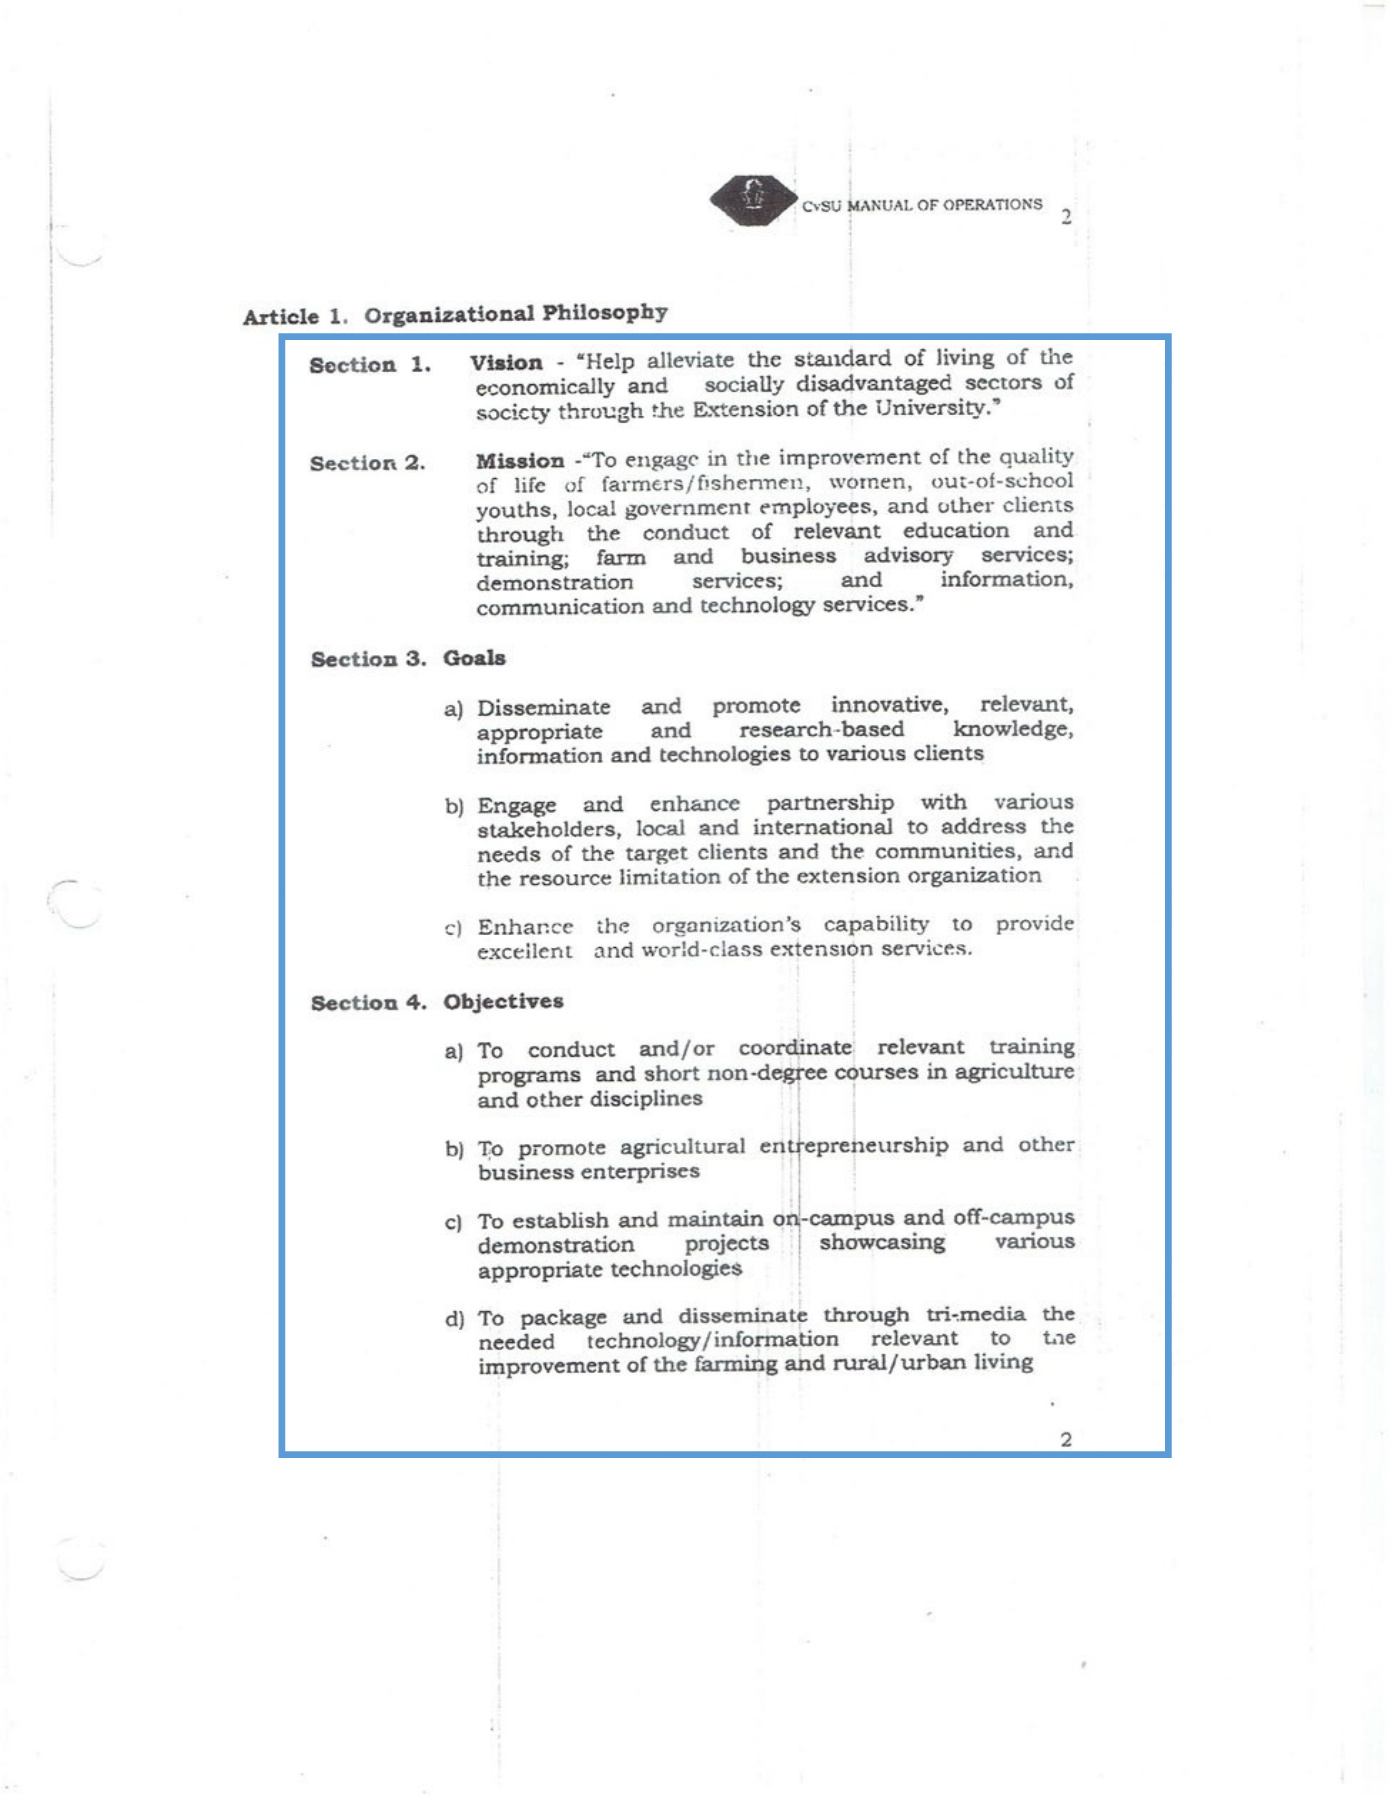 CvSU MANUAL OF OPERATIONS 2
Article 1. Organizational Philosophy
Section 1. Vision - "Help alleviate the standard of living of the
economically and socially disadvantaged sectors of
society through the Extension of the University."
Section 2. Mission -"To engage in the improvement of the quality
of life of farmers/fishermen, women, out-of-school
youths, local government employees, and other clients
through the conduct of relevant education and
training; farm and business advisory services;
demonstration services; and information,
communication and technology services."
Section 3. Goals
a) Disseminate and promote innovative, relevant,
appropriate and research-based knowledge,
information and technologies to various clients
b) Engage and enhance partnership with various
stakeholders, local and international to address the
needs of the target clients and the communities, and
the resource limitation of the extension organization
c) Enhance the organization's capability to provide
excellent and world-class extension services.
Section 4. Objectives
a) To conduct and/or coordinate relevant training
programs and short non-degree courses in agriculture
and other disciplines
b) To promote agricultural entrepreneurship and other
business enterprises
c) To establish and maintain on-campus and off-campus
demonstration projects showcasing various
appropriate technologies
d) To package and disseminate through tri-media the
needed technology/information relevant to the
improvement of the farming and rural/urban living
2